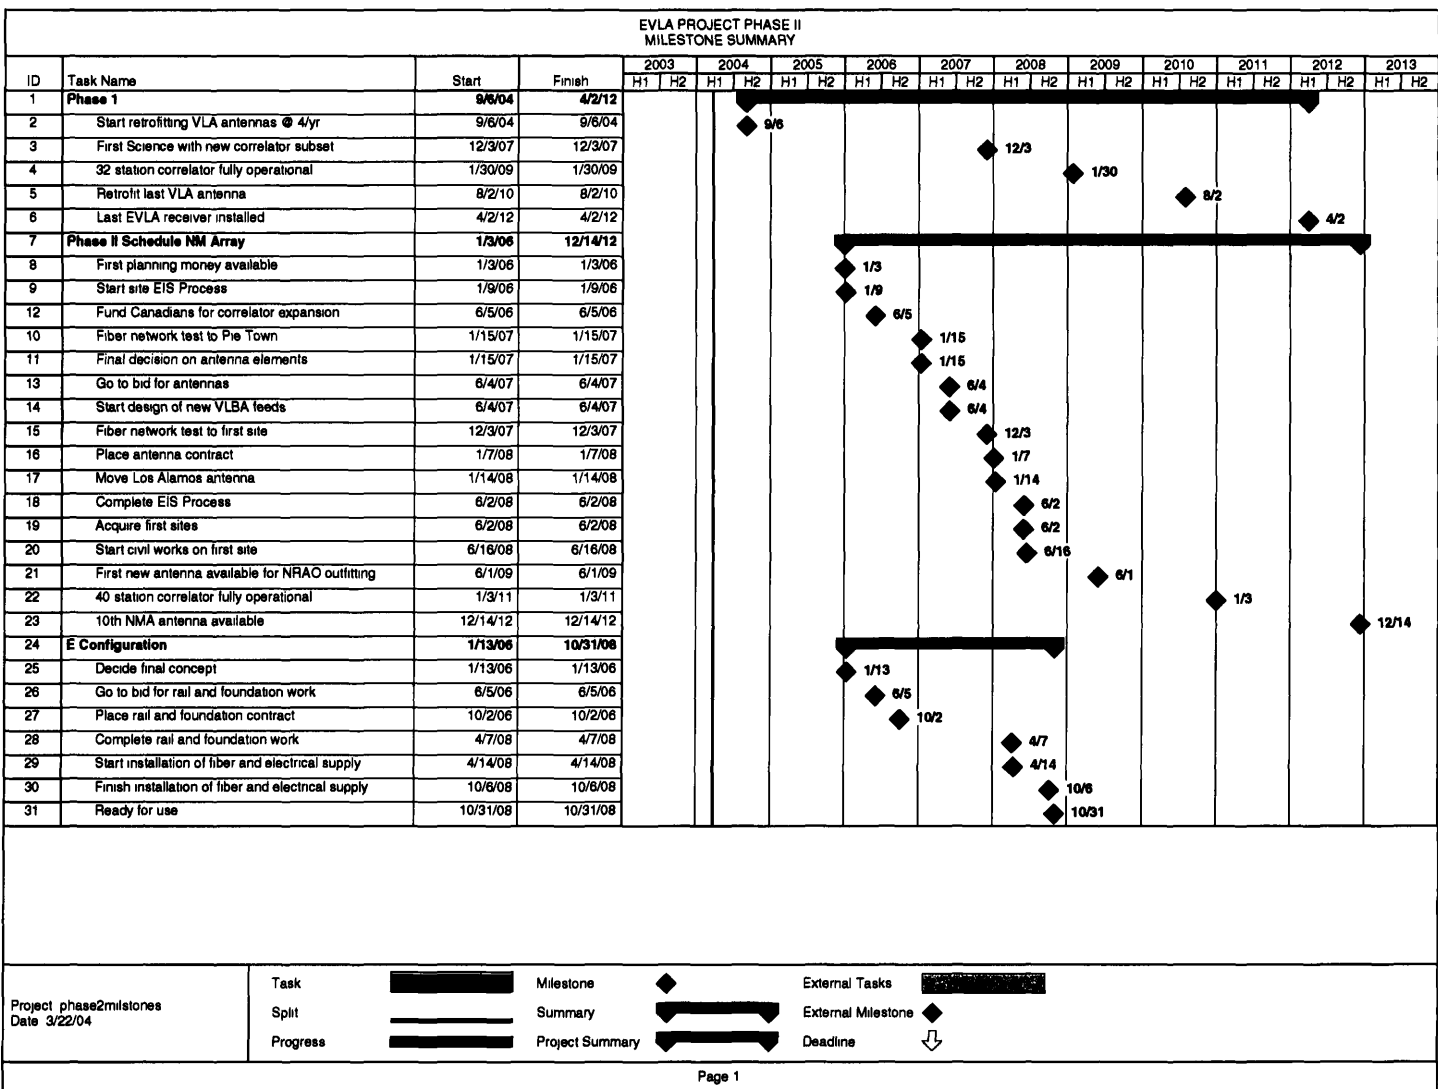 EVLA PROJECT PHASE II
MILESTONE SUMMARY
2003 2004 2005 2006 2007 2008 2009 2010 2011 2012 2013
ID Task Name Start Finish H1 H2 H1 H2 H1 H2 H1 H2 H1 H2 H1 H2 H1 H2 H1 H2 H1 H2 H1 H2 H1 H2
1 Phase 1 9/6/04 4/2/12
2 Start retrofitting VLA antennas @ 4/yr 9/6/04 9/6/04 9/6
3 First Science with new correlator subset 12/3/07 12/3/07 12/3
4 32 station correlator fully operational 1/30/09 1/30/09 1/30
5 Retrofit last VLA antenna 8/2/10 8/2/10 8/2
6 Last EVLA receiver installed 4/2/12 4/2/12 4/2
7 Phase II Schedule NM Array 1/3/06 12/14/12
8 First planning money available 1/3/06 1/3/06 1/3
9 Start site EIS Process 1/9/06 1/9/06 1/9
12 Fund Canadians for correlator expansion 6/5/06 6/5/06 6/5
10 Fiber network test to Pie Town 1/15/07 1/15/07 1/15
11 Final decision on antenna elements 1/15/07 1/15/07 1/15
13 Go to bid for antennas 6/4/07 6/4/07 6/4
14 Start design of new VLBA feeds 6/4/07 6/4/07 6/4
15 Fiber network test to first site 12/3/07 12/3/07 12/3
16 Place antenna contract 1/7/08 1/7/08 1/7
17 Move Los Alamos antenna 1/14/08 1/14/08 1/14
18 Complete EIS Process 6/2/08 6/2/08 6/2
19 Acquire first sites 6/2/08 6/2/08 6/2
20 Start civil works on first site 6/16/08 6/16/08 6/16
21 First new antenna available for NRAO outfitting 6/1/09 6/1/09 6/1
22 40 station correlator fully operational 1/3/11 1/3/11 1/3
23 10th NMA antenna available 12/14/12 12/14/12 12/14
24 E Configuration 1/13/06 10/31/08
25 Decide final concept 1/13/06 1/13/06 1/13
26 Go to bid for rail and foundation work 6/5/06 6/5/06 6/5
27 Place rail and foundation contract 10/2/06 10/2/06 10/2
28 Complete rail and foundation work 4/7/08 4/7/08 4/7
29 Start installation of fiber and electrical supply 4/14/08 4/14/08 4/14
30 Finish installation of fiber and electrical supply 10/6/08 10/6/08 10/6
31 Ready for use 10/31/08 10/31/08 10/31
Project phase2milstones
Date 3/22/04
Task Milestone External Tasks
Split Summary External Milestone
Progress Project Summary Deadline
Page 1